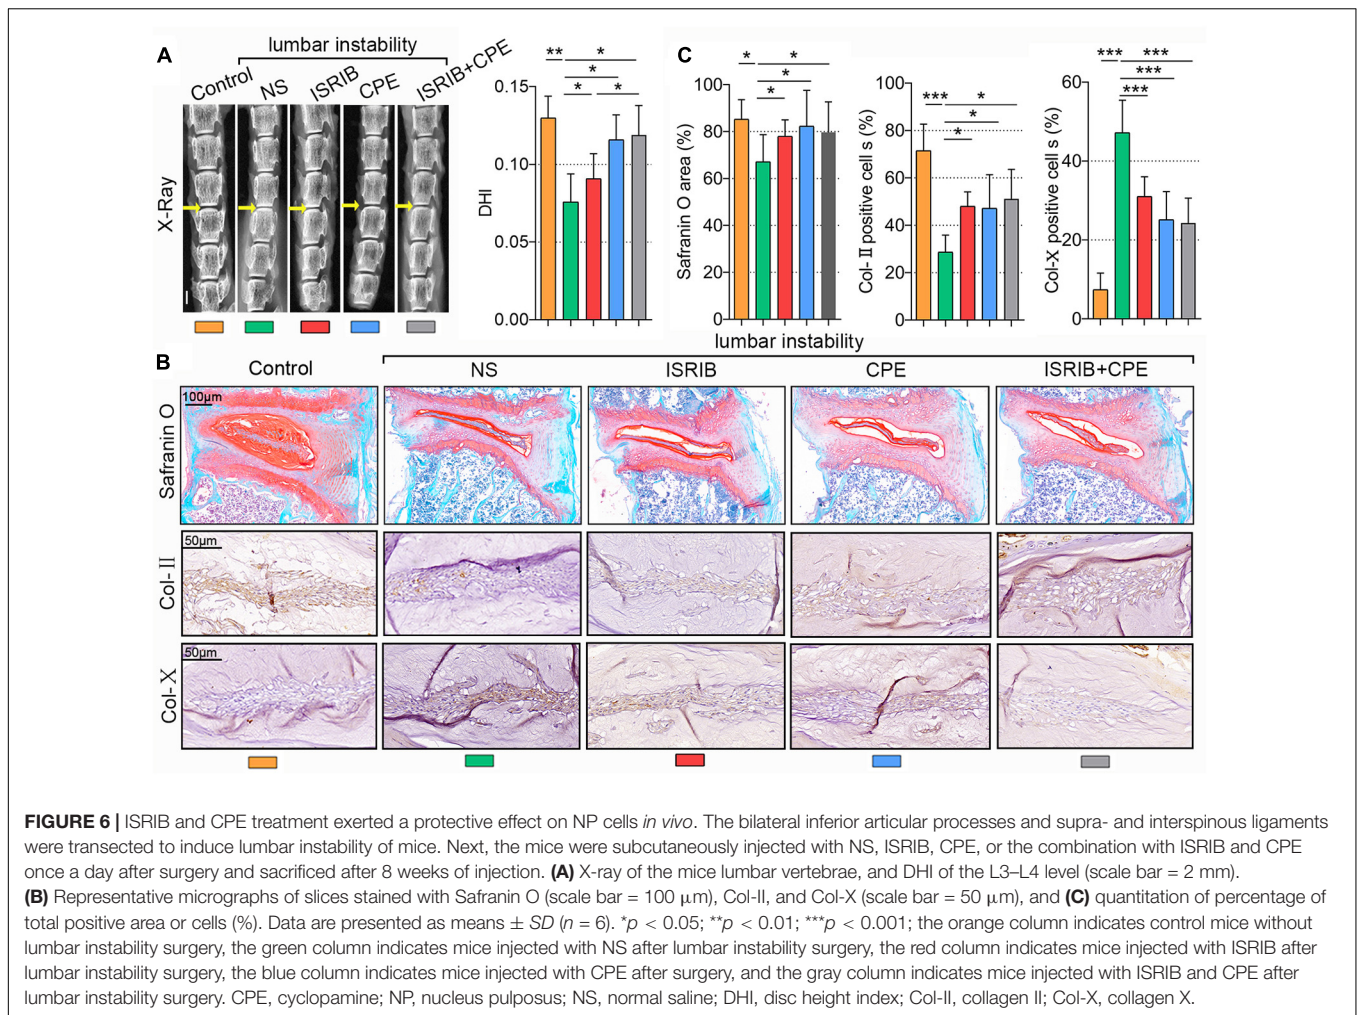 A
lumbar instability
Control
NS
ISRIB
CPE
ISRIB+CPE
X-Ray
DHI
0.15
0.10
0.05
0.00
** *
*
* *
C
Safranin O area (%)
100
80
60
40
20
0
* *
*
*
Col-Ⅱ positive cell s (%)
100
80
60
40
20
0
*** *
*
*
Col-X positive cell s (%)
60
40
20
0
*** ***
***
***
B
lumbar instability
Control
NS
ISRIB
CPE
ISRIB+CPE
Safranin O
100μm
Col-Ⅱ
50μm
Col-X
50μm
FIGURE 6 | ISRIB and CPE treatment exerted a protective effect on NP cells in vivo. The bilateral inferior articular processes and supra- and interspinous ligaments
were transected to induce lumbar instability of mice. Next, the mice were subcutaneously injected with NS, ISRIB, CPE, or the combination with ISRIB and CPE
once a day after surgery and sacrificed after 8 weeks of injection. (A) X-ray of the mice lumbar vertebrae, and DHI of the L3–L4 level (scale bar = 2 mm).
(B) Representative micrographs of slices stained with Safranin O (scale bar = 100 μm), Col-II, and Col-X (scale bar = 50 μm), and (C) quantitation of percentage of
total positive area or cells (%). Data are presented as means ± SD (n = 6). *p < 0.05; **p < 0.01; ***p < 0.001; the orange column indicates control mice without
lumbar instability surgery, the green column indicates mice injected with NS after lumbar instability surgery, the red column indicates mice injected with ISRIB after
lumbar instability surgery, the blue column indicates mice injected with CPE after surgery, and the gray column indicates mice injected with ISRIB and CPE after
lumbar instability surgery. CPE, cyclopamine; NP, nucleus pulposus; NS, normal saline; DHI, disc height index; Col-II, collagen II; Col-X, collagen X.